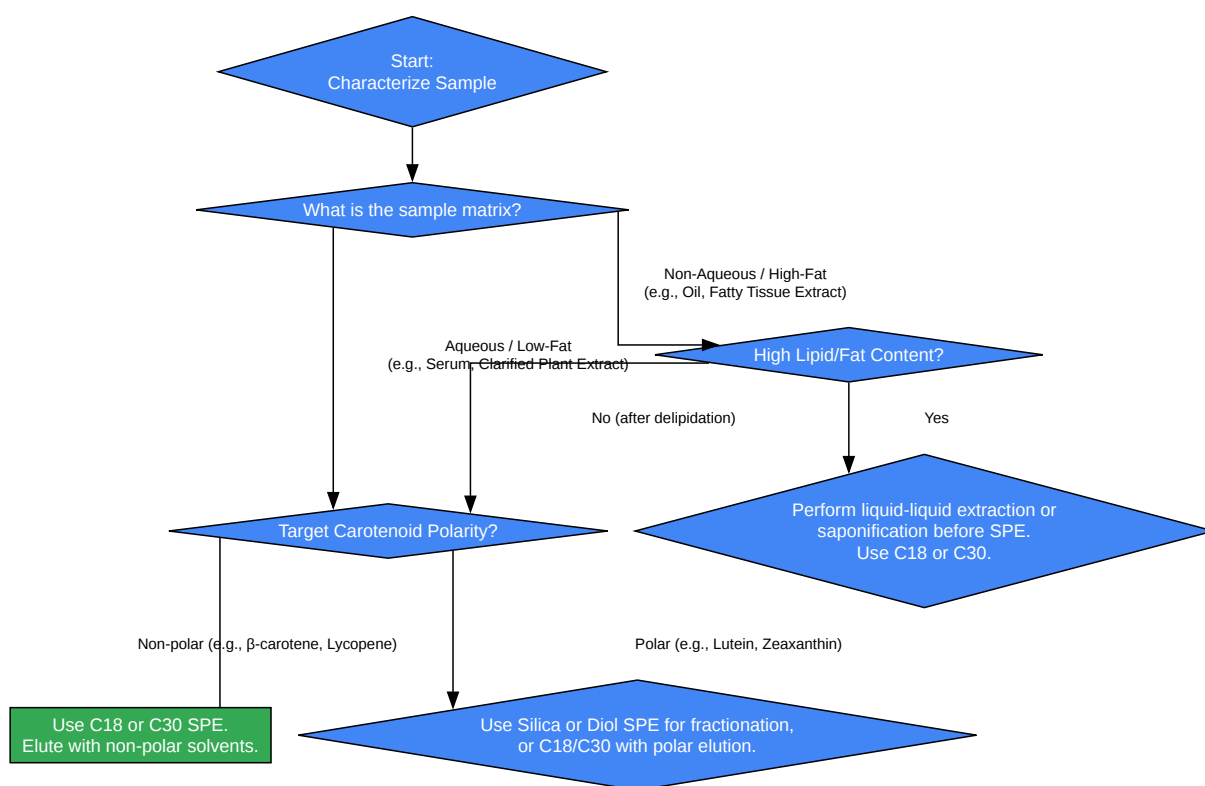 Start:
Characterize Sample
What is the sample matrix?
Non-Aqueous / High-Fat
(e.g., Oil, Fatty Tissue Extract)
Aqueous / Low-Fat
(e.g., Serum, Clarified Plant Extract)
High Lipid/Fat Content?
No (after delipidation)
Yes
Perform liquid-liquid extraction or
saponification before SPE.
Use C18 or C30.
Target Carotenoid Polarity?
Non-polar (e.g., β-carotene, Lycopene)
Polar (e.g., Lutein, Zeaxanthin)
Use C18 or C30 SPE.
Elute with non-polar solvents.
Use Silica or Diol SPE for fractionation,
or C18/C30 with polar elution.